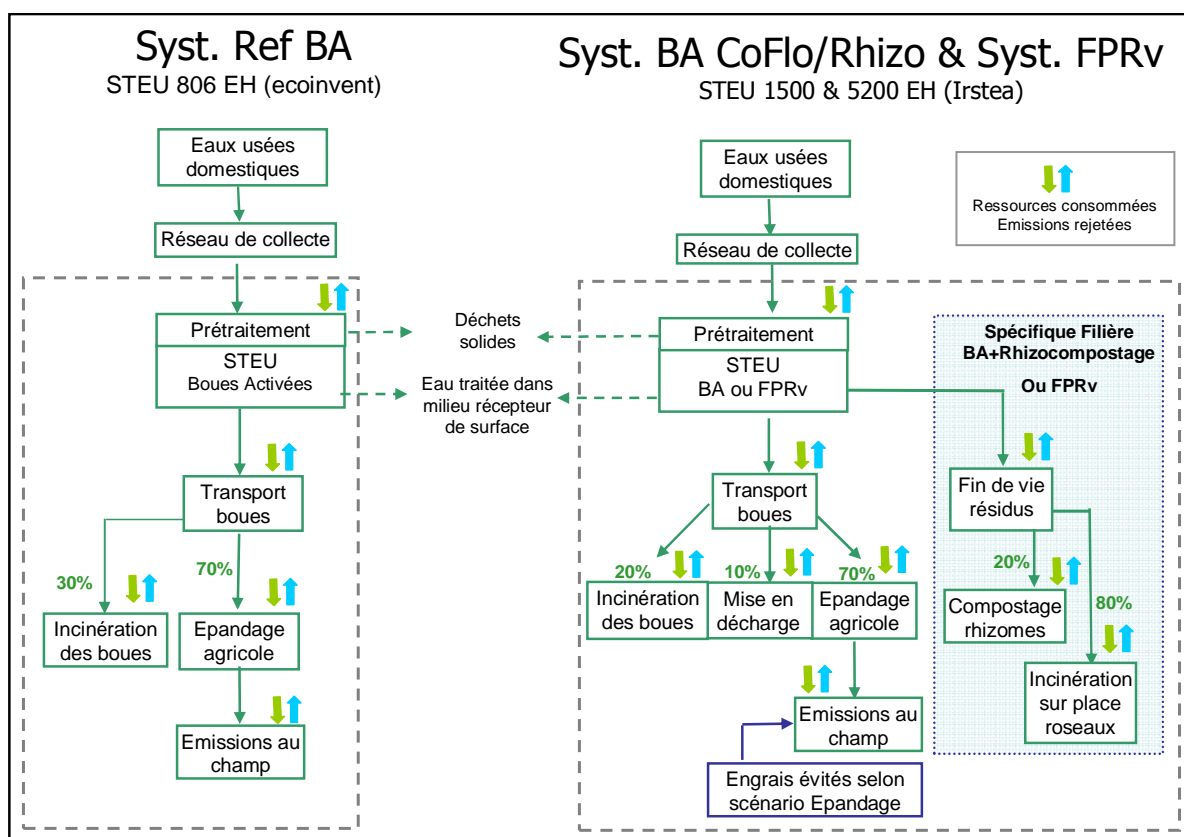 Syst. Ref BA
STEU 806 EH (ecoinvent)
Syst. BA CoFlo/Rhizo & Syst. FPRv
STEU 1500 & 5200 EH (Irstea)
Eaux usées
domestiques
Réseau de collecte
Prétraitement
STEU
Boues Activées
Transport
boues
30%
70%
Incinération
des boues
Epandage
agricole
Emissions au
champ
Déchets
solides
Eau traitée dans
milieu récepteur
de surface
Eaux usées
domestiques
Réseau de collecte
Prétraitement
STEU
BA ou FPRv
Transport
boues
20%
10%
70%
Incinération
des boues
Mise en
décharge
Epandage
agricole
Emissions au
champ
Engrais évités selon
scénario Epandage
Ressources consommées
Emissions rejetées
Spécifique Filière
BA+Rhizocompostage
Ou FPRv
Fin de vie
résidus
20%
80%
Compostage
rhizomes
Incinération
sur place
roseaux